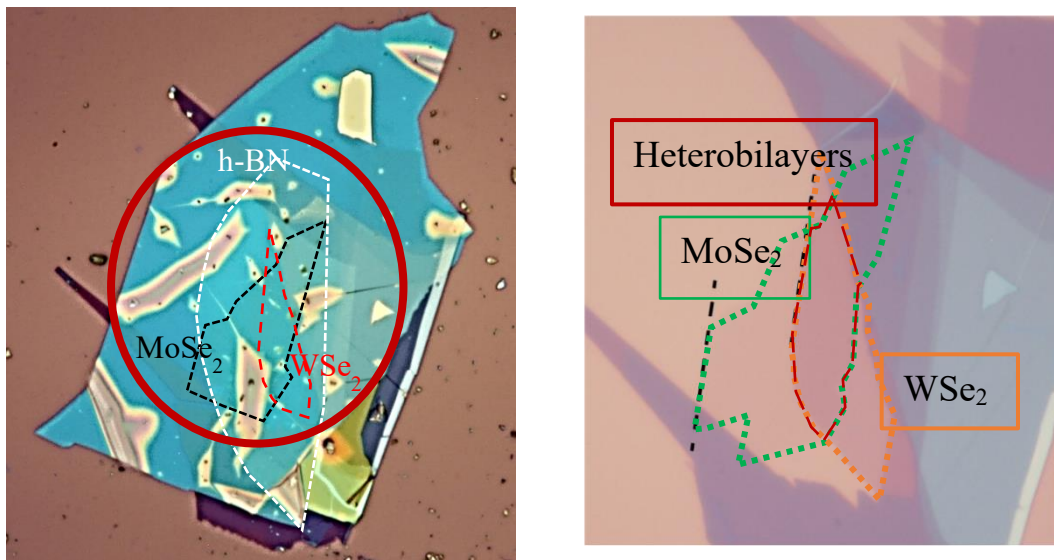 h-BN
MoSe₂
WSe₂
Heterobilayers
MoSe₂
WSe₂